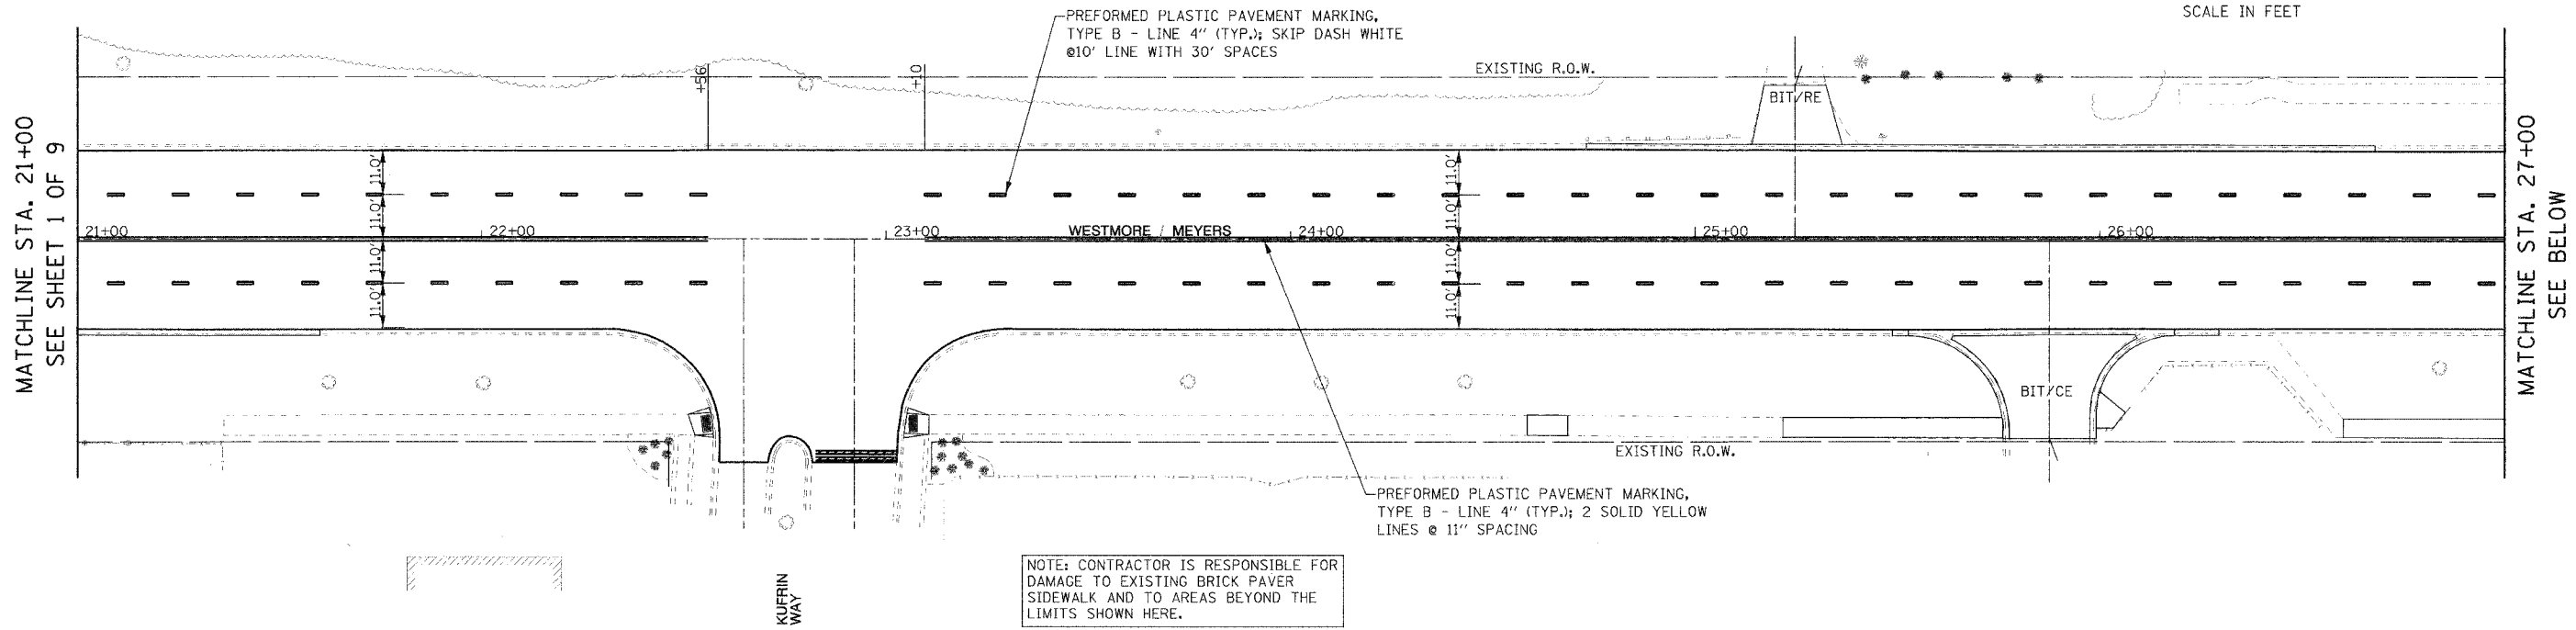 SCALE IN FEET
PREFORMED PLASTIC PAVEMENT MARKING,
TYPE B - LINE 4" (TYP.); SKIP DASH WHITE
@10' LINE WITH 30' SPACES
EXISTING R.O.W.
+56
+10
BIT/RE
MATCHLINE STA. 21+00
SEE SHEET 1 OF 9
11.0'
11.0'
11.0'
11.0'
11.0'
11.0'
11.0'
11.0'
21+00
22+00
23+00
WESTMORE / MEYERS
24+00
25+00
26+00
MATCHLINE STA. 27+00
SEE BELOW
BIT/CE
EXISTING R.O.W.
PREFORMED PLASTIC PAVEMENT MARKING,
TYPE B - LINE 4" (TYP.); 2 SOLID YELLOW
LINES @ 11" SPACING
KUFRIN
WAY
NOTE: CONTRACTOR IS RESPONSIBLE FOR
DAMAGE TO EXISTING BRICK PAVER
SIDEWALK AND TO AREAS BEYOND THE
LIMITS SHOWN HERE.